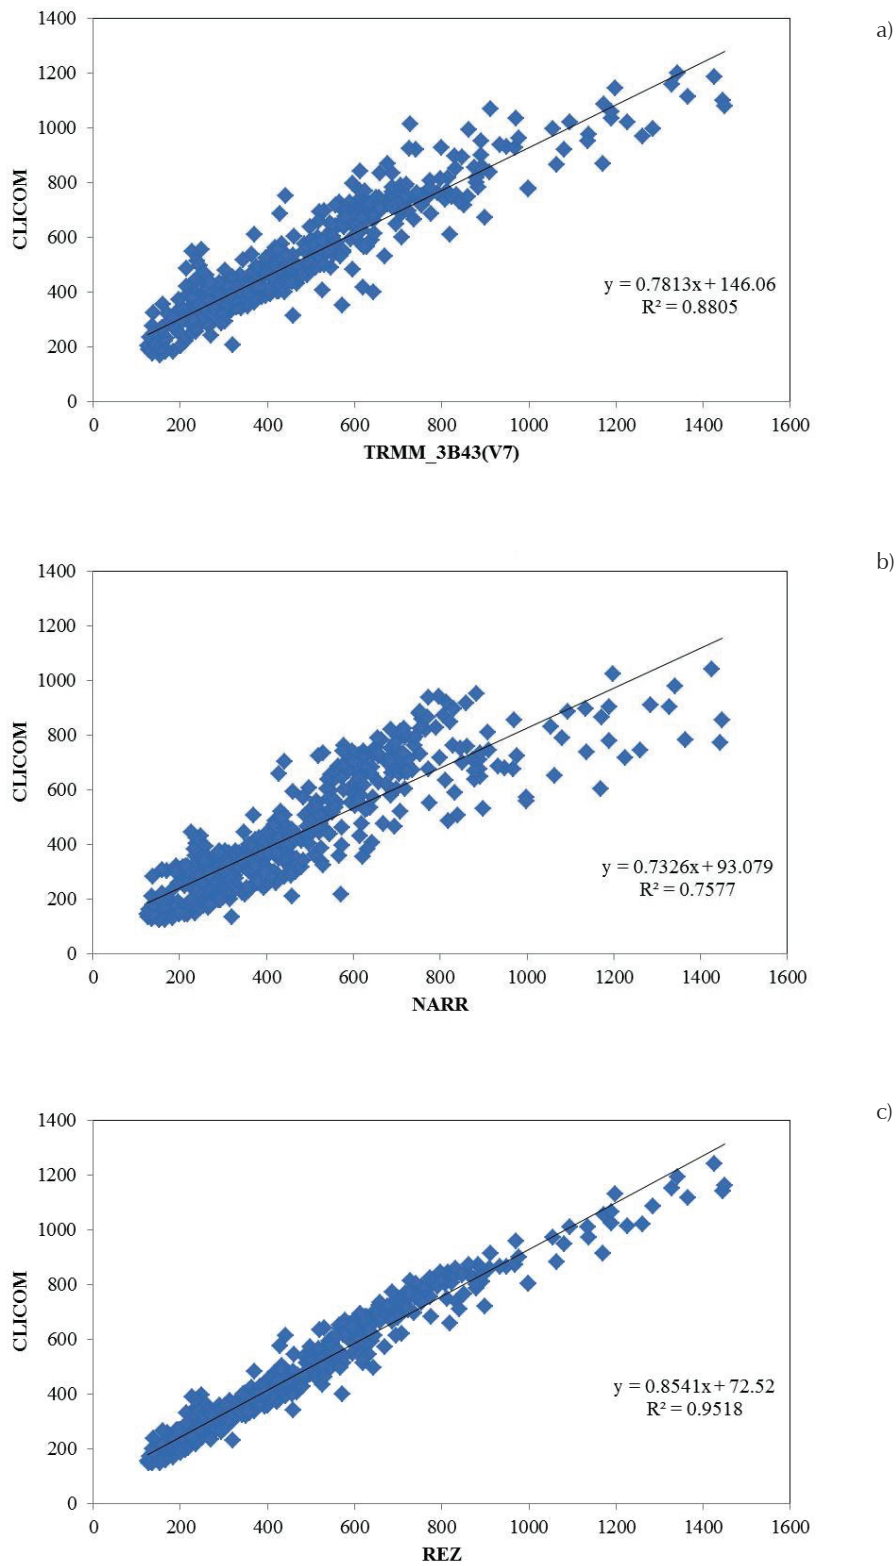 a)
1400
1200
1000
800
600
400
200
0
CLICOM
y = 0.7813x + 146.06
R² = 0.8805
0 200 400 600 800 1000 1200 1400 1600
TRMM_3B43(V7)
b)
1400
1200
1000
800
600
400
200
0
CLICOM
y = 0.7326x + 93.079
R² = 0.7577
0 200 400 600 800 1000 1200 1400 1600
NARR
c)
1400
1200
1000
800
600
400
200
0
CLICOM
y = 0.8541x + 72.52
R² = 0.9518
0 200 400 600 800 1000 1200 1400 1600
REZ